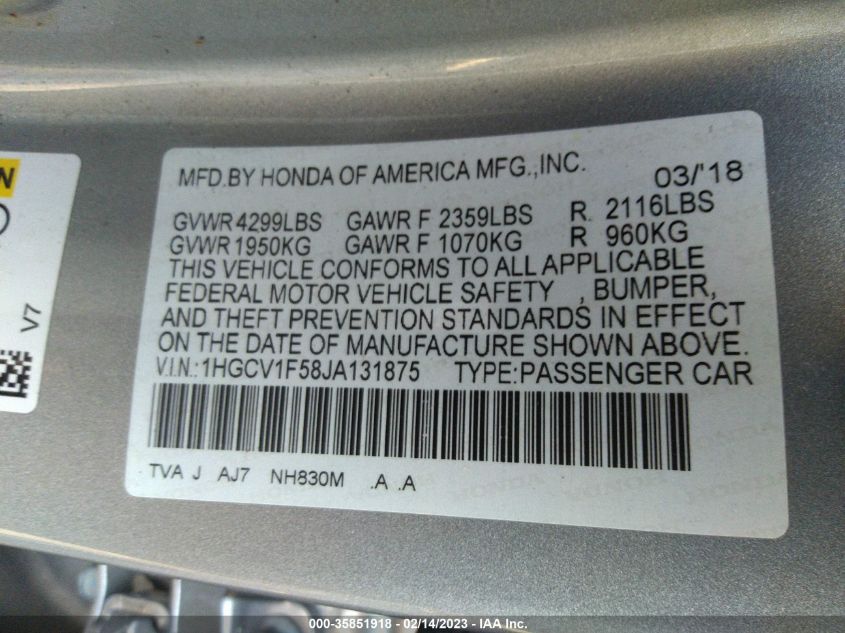 N
V7
MFD.BY HONDA OF AMERICA MFG.,INC. 03/'18
GVWR 4299LBS GAWR F 2359LBS R 2116LBS
GVWR 1950KG GAWR F 1070KG R 960KG
THIS VEHICLE CONFORMS TO ALL APPLICABLE
FEDERAL MOTOR VEHICLE SAFETY , BUMPER,
AND THEFT PREVENTION STANDARDS IN EFFECT
ON THE DATE OF MANUFACTURE SHOWN ABOVE.
V.I.N.:1HGCV1F58JA131875 TYPE:PASSENGER CAR
TVA J AJ7 NH830M .A .A
000-35851918 - 02/14/2023 - IAA Inc.